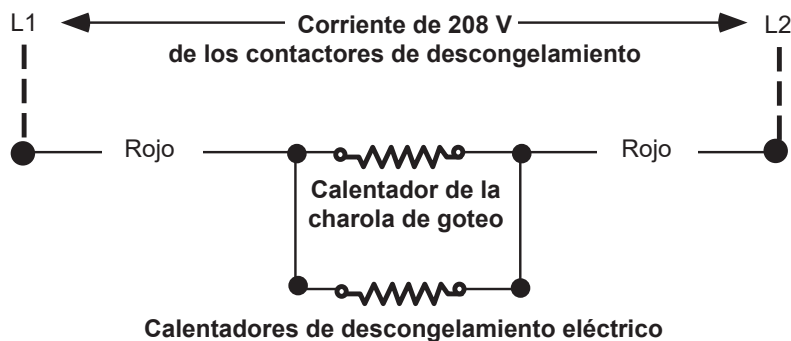 L1 Corriente de 208 V L2
de los contactores de descongelamiento
Rojo Rojo
Calentador de la
charola de goteo
Calentadores de descongelamiento eléctrico